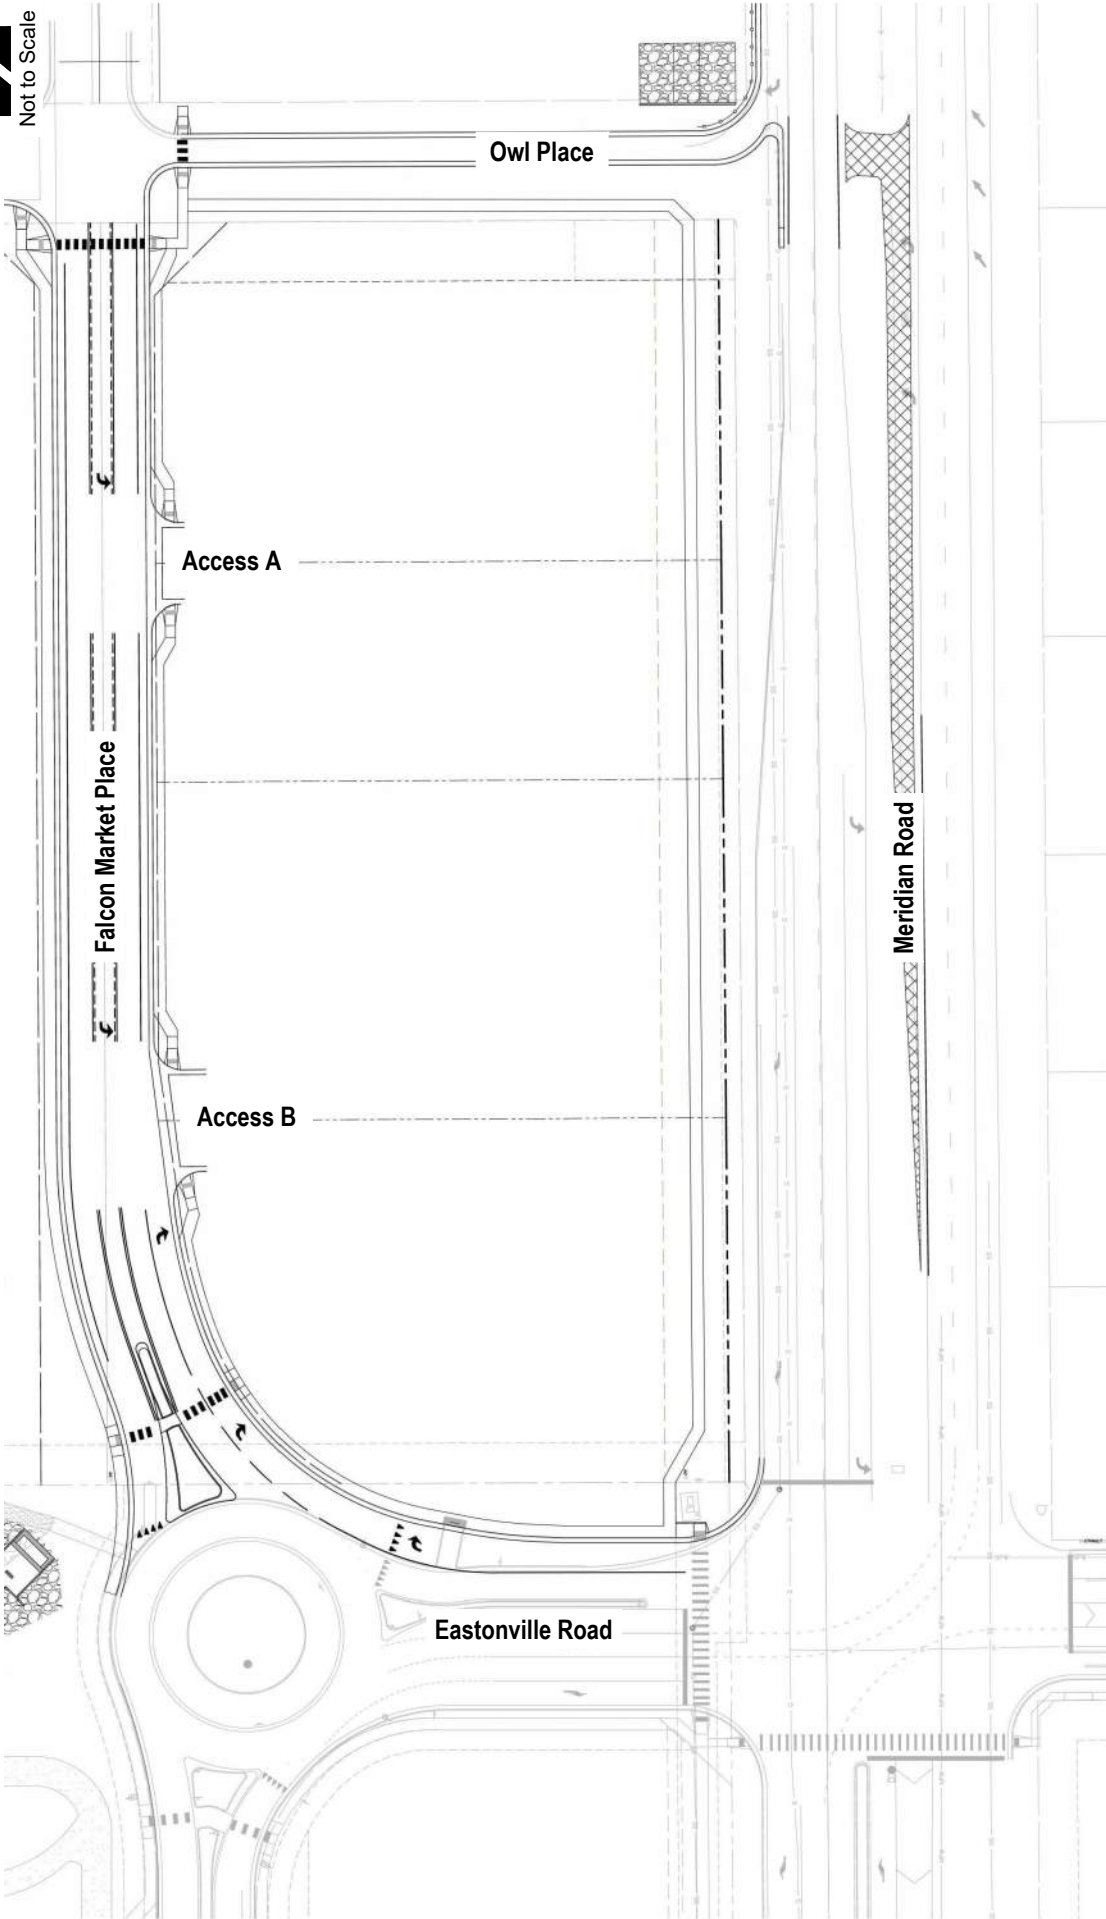 Not to Scale
Owl Place
Access A
Falcon Market Place
Meridian Road
Access B
Eastonville Road